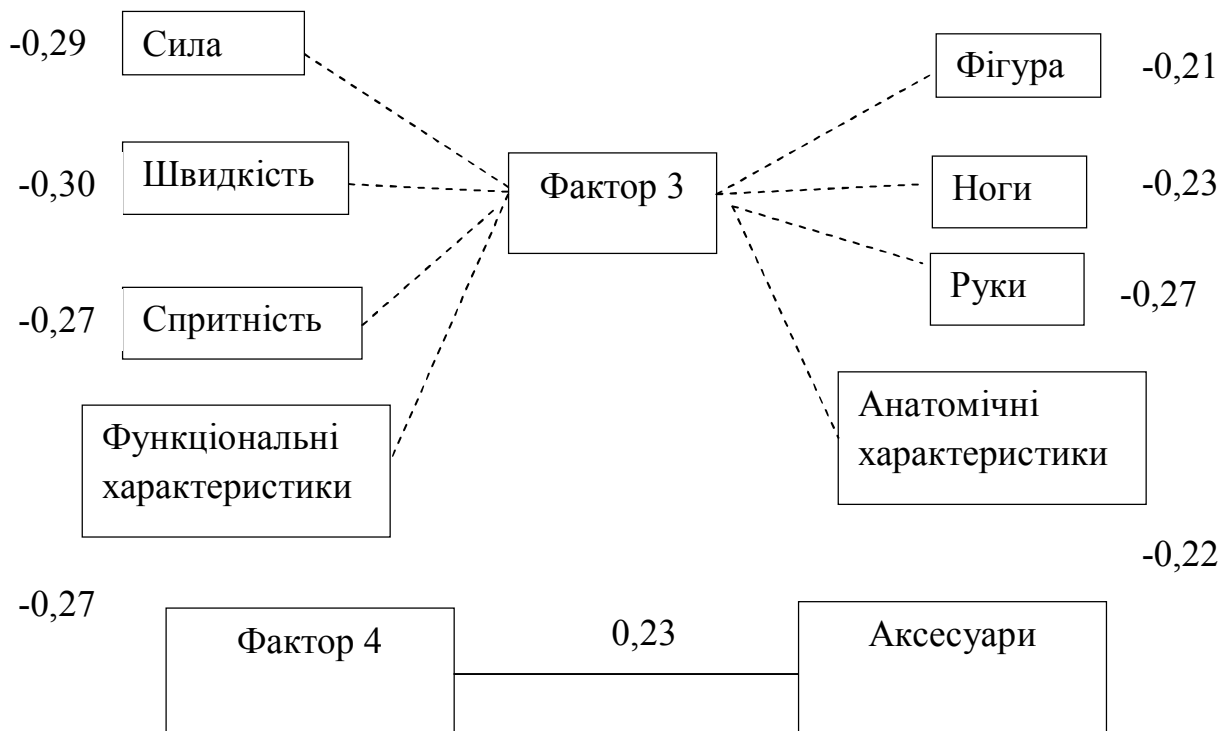 -0,29
Сила
Фігура
-0,21
-0,30
Швидкість
Фактор 3
Ноги
-0,23
-0,27
Спритність
Руки
-0,27
Функціональні
характеристики
Анатомічні
характеристики
-0,22
-0,27
Фактор 4
0,23
Аксесуари